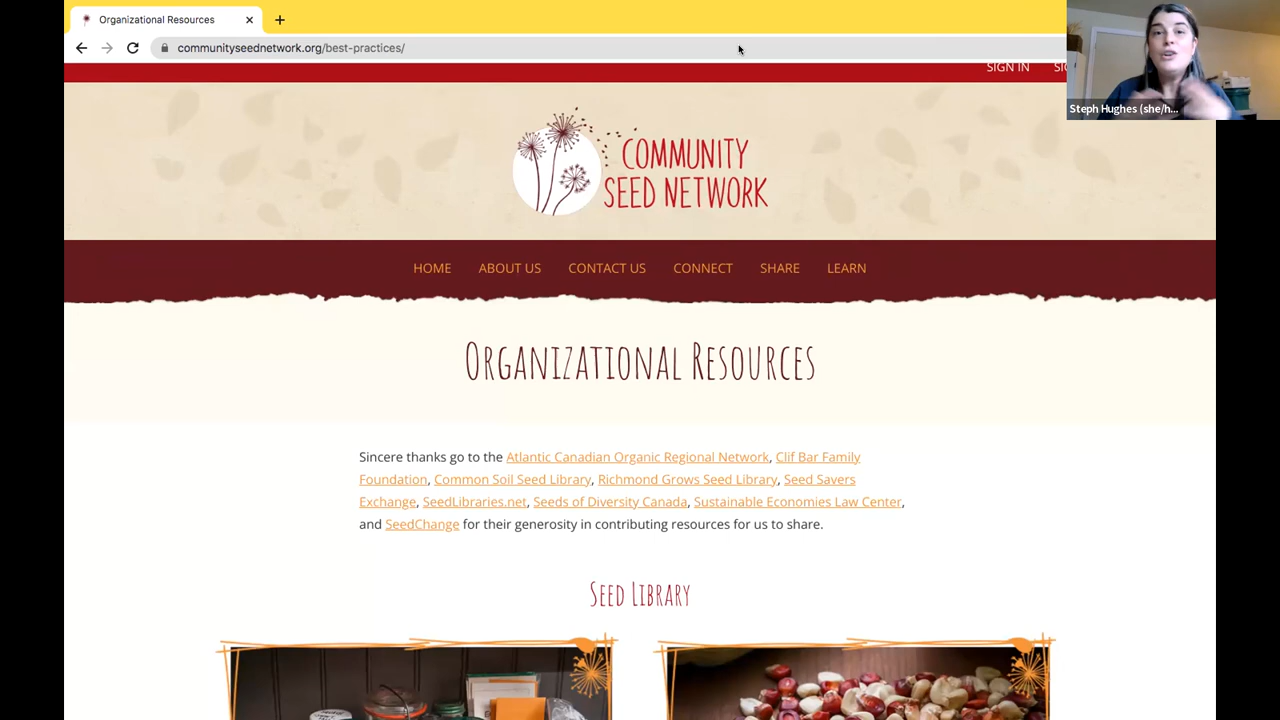 Organizational Resources
communityseednetwork.org/best-practices/
SIGN IN
Steph Hughes (she/h...
COMMUNITY
SEED NETWORK
HOME ABOUT US CONTACT US CONNECT SHARE LEARN
ORGANIZATIONAL RESOURCES
Sincere thanks go to the Atlantic Canadian Organic Regional Network, Clif Bar Family
Foundation, Common Soil Seed Library, Richmond Grows Seed Library, Seed Savers
Exchange, SeedLibraries.net, Seeds of Diversity Canada, Sustainable Economies Law Center,
and SeedChange for their generosity in contributing resources for us to share.
SEED LIBRARY